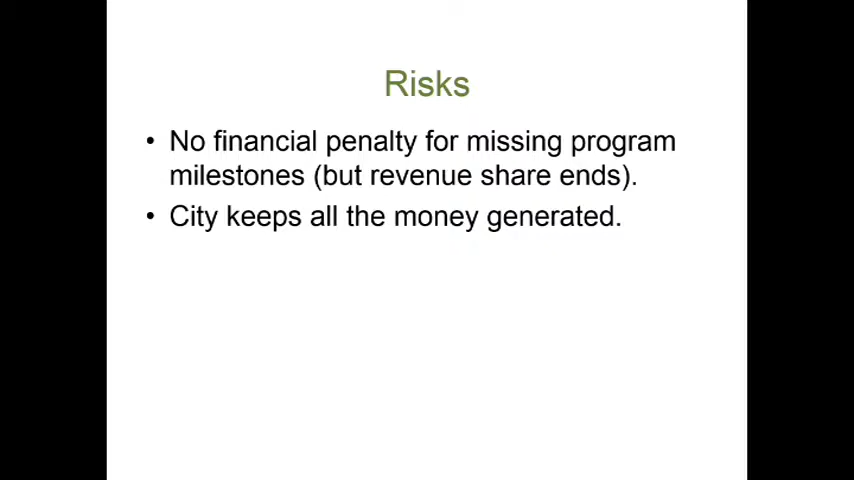 Risks
• No financial penalty for missing program
milestones (but revenue share ends).
• City keeps all the money generated.